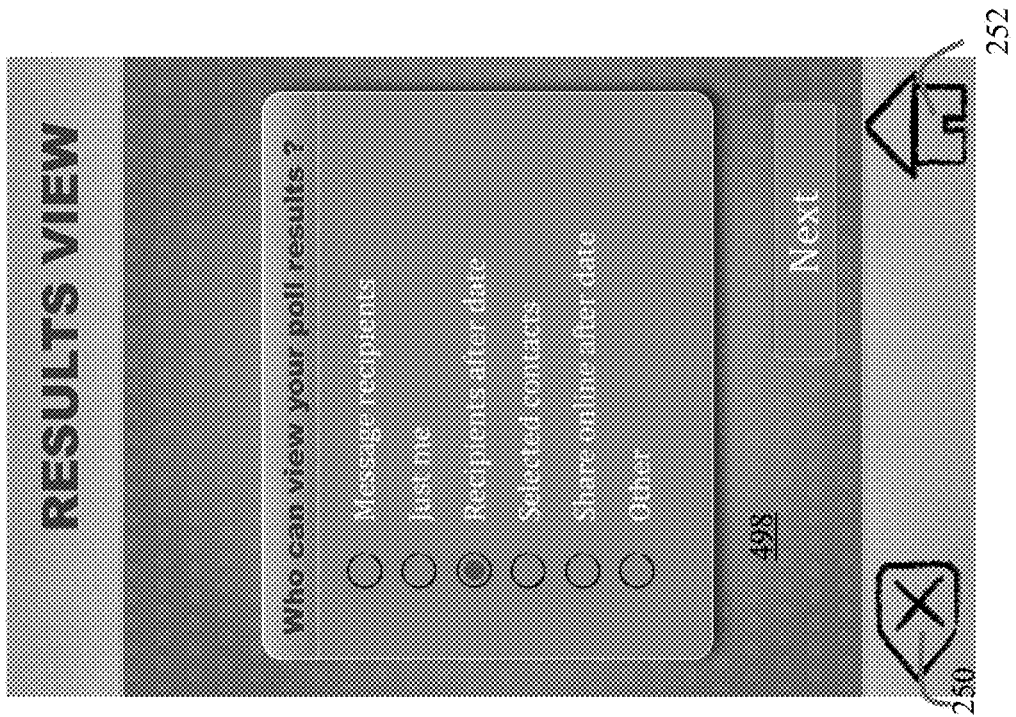 RESULTS VIEW
Who can view your poll results?
Message recipients
Just me
Recipients after date
Selected contacts
Share online after date
Other
498
Next
250
252